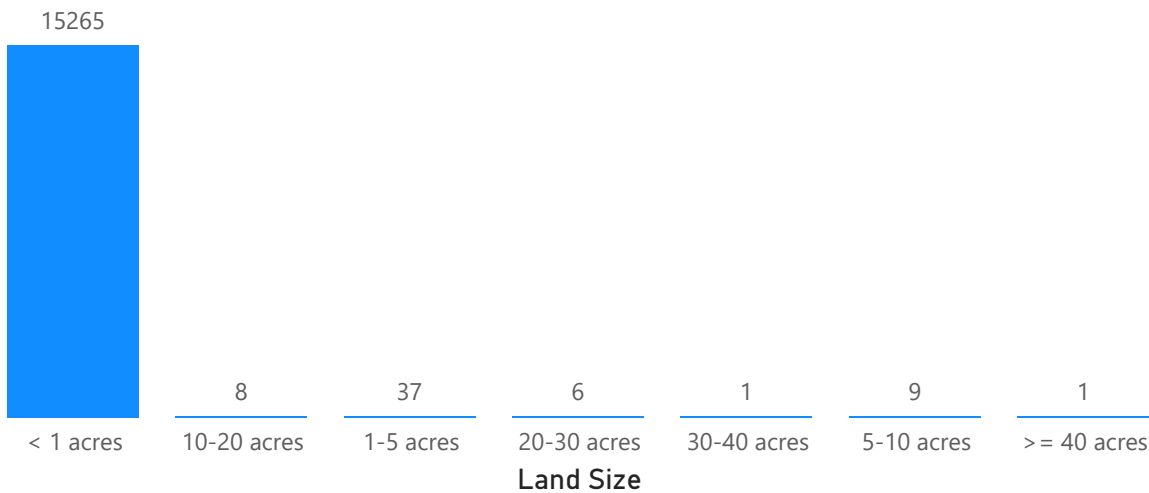 15265
8 37 6 1 9 1
< 1 acres 10-20 acres 1-5 acres 20-30 acres 30-40 acres 5-10 acres >= 40 acres
Land Size